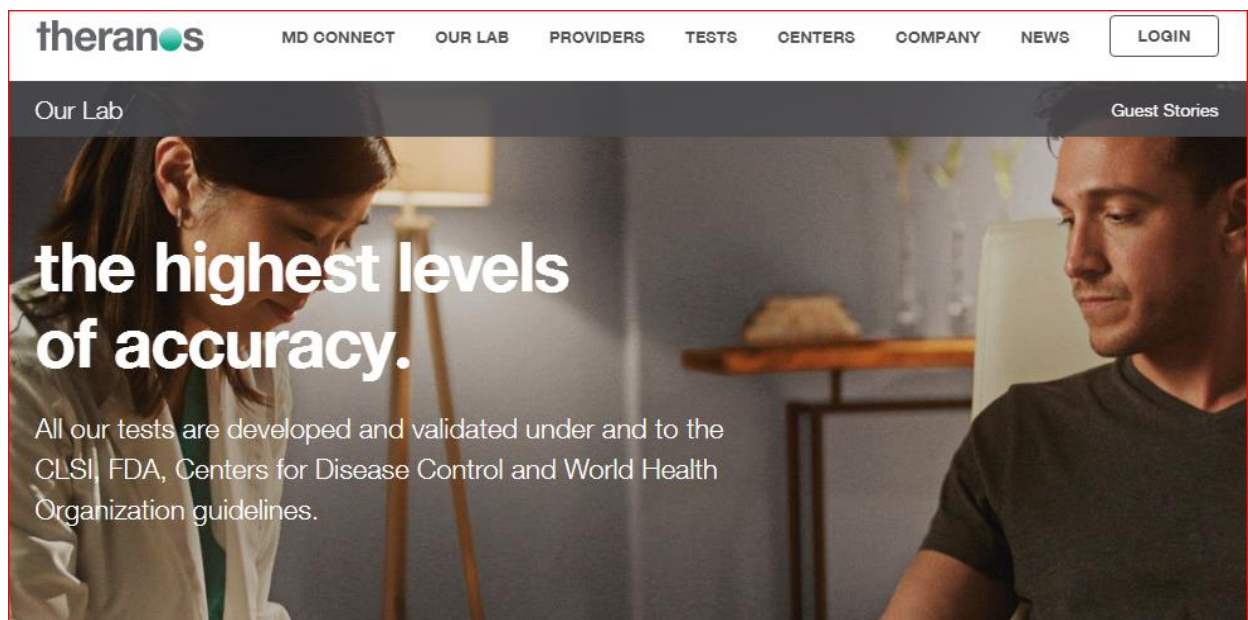 theranos
MD CONNECT OUR LAB PROVIDERS TESTS CENTERS COMPANY NEWS LOGIN
Our Lab Guest Stories
the highest levels
of accuracy.
All our tests are developed and validated under and to the
CLSI, FDA, Centers for Disease Control and World Health
Organization guidelines.